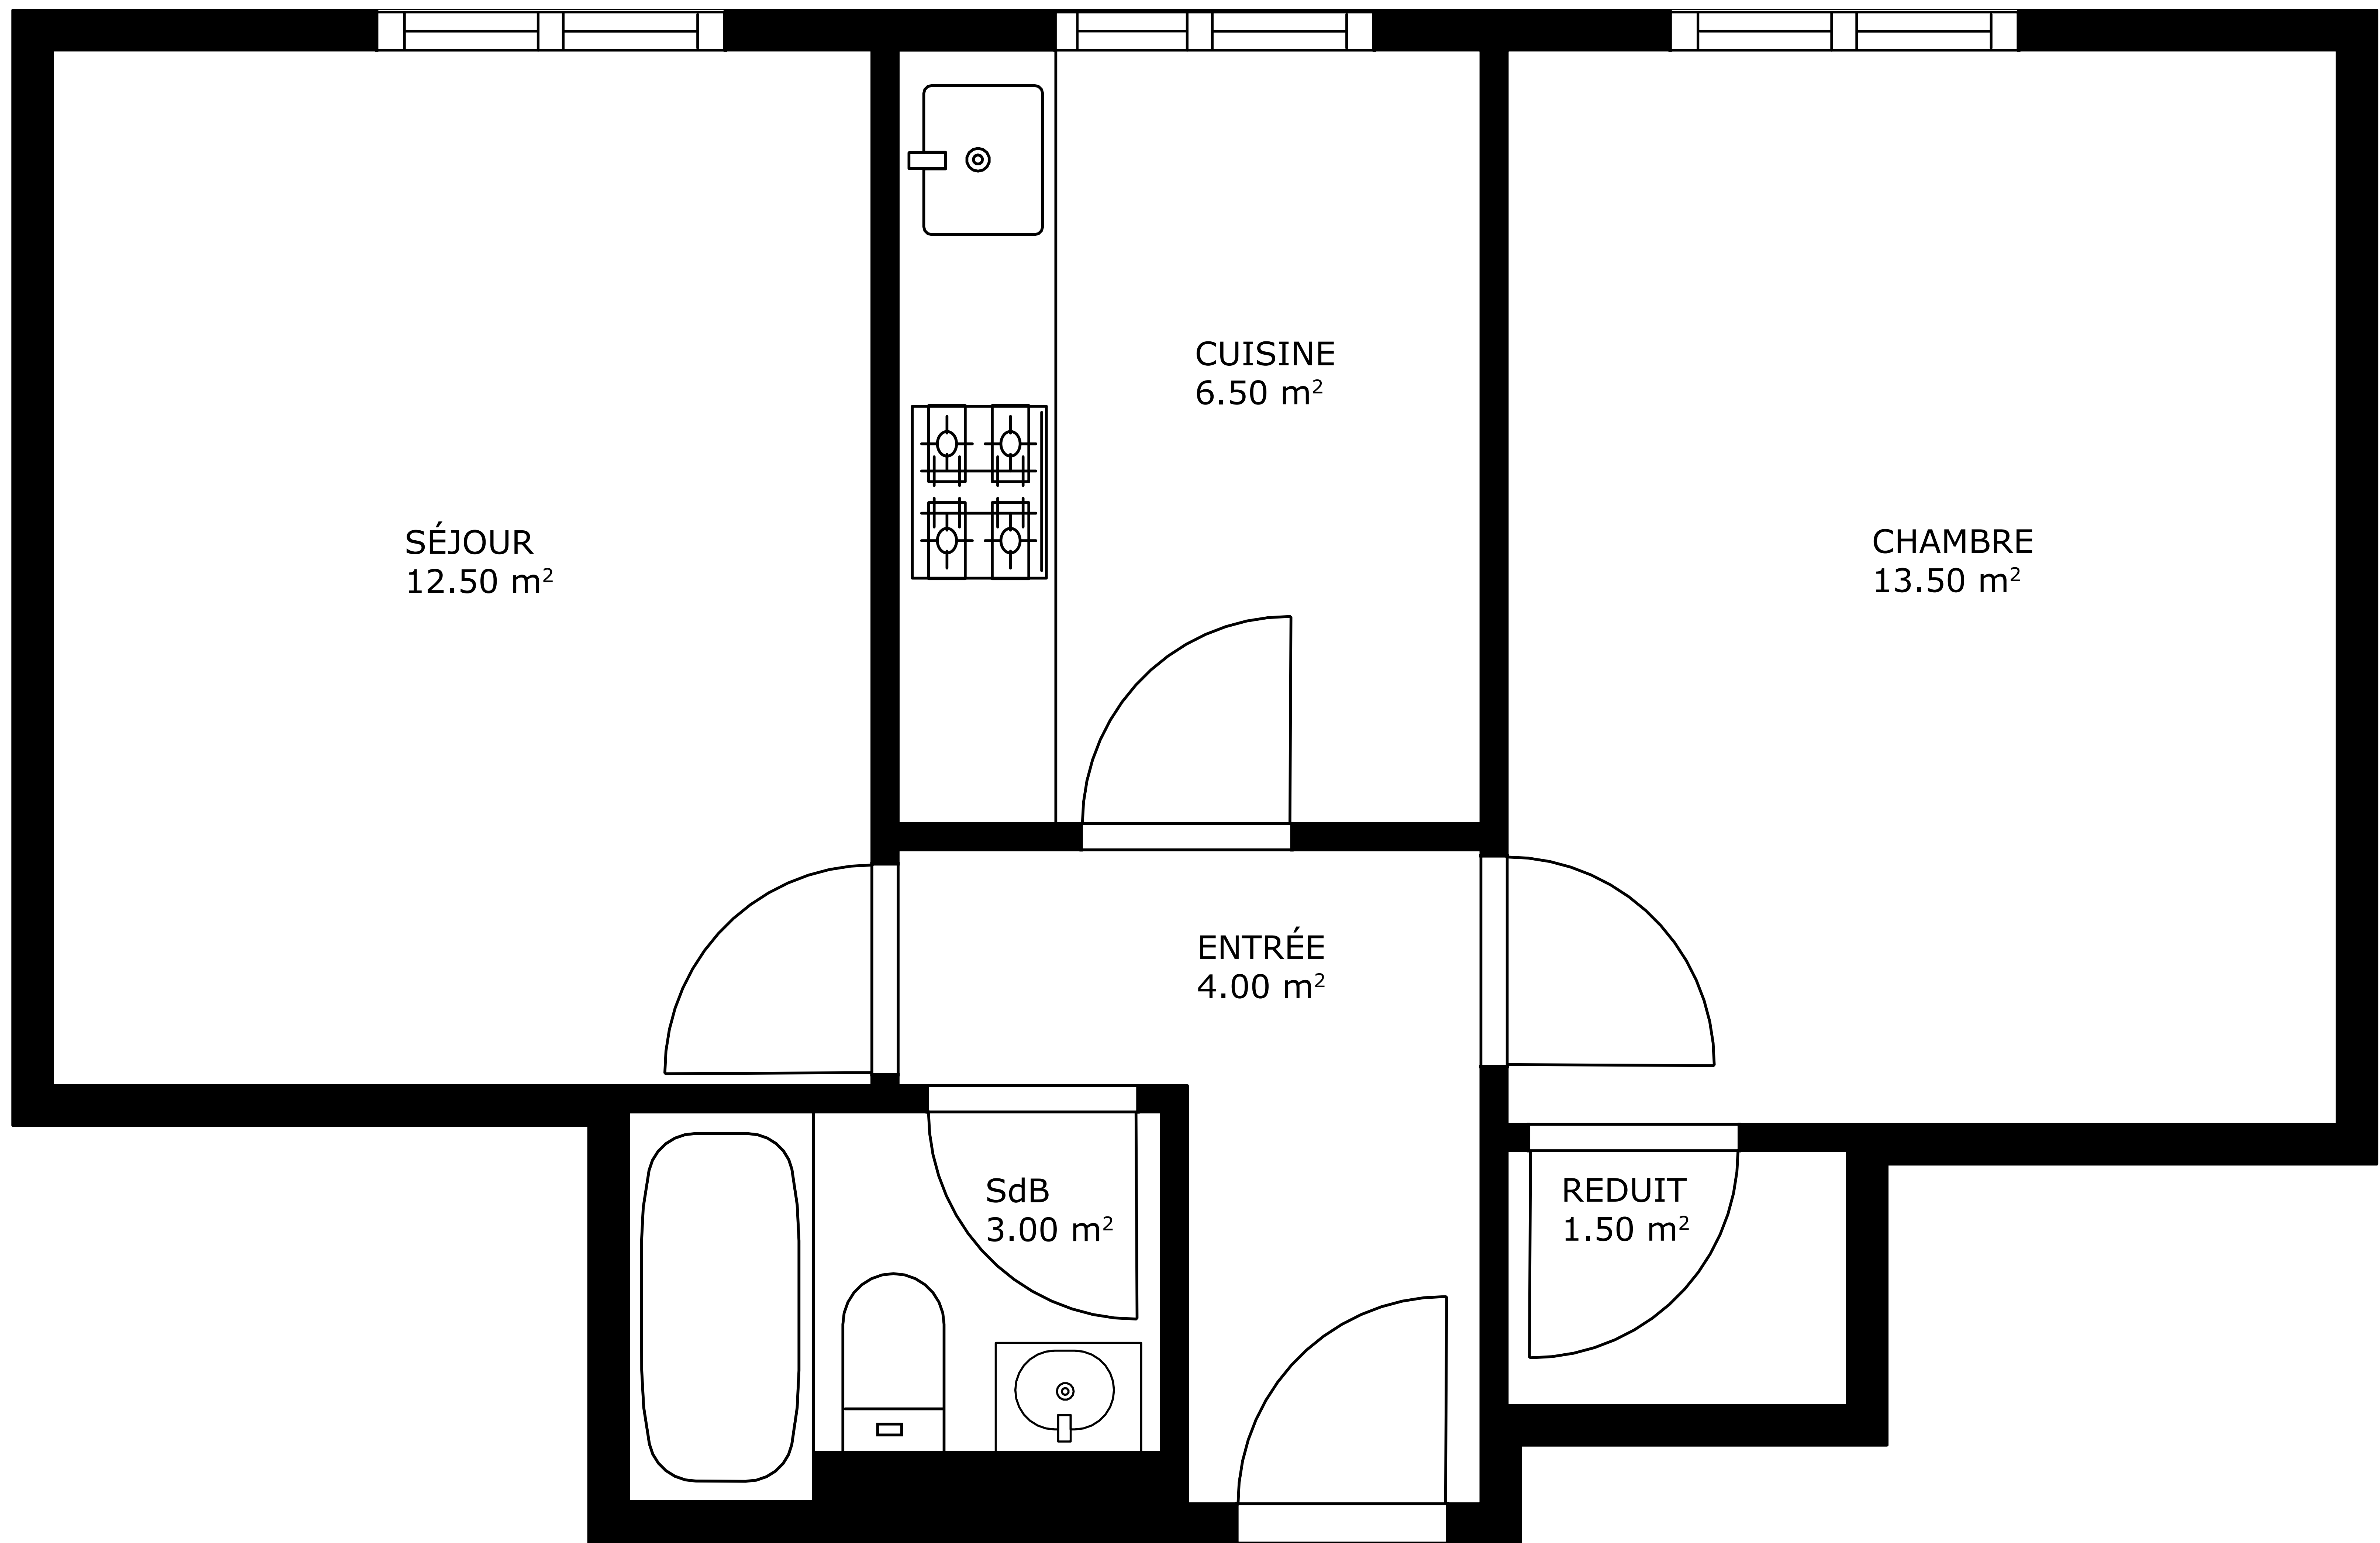 CUISINE
6.50 m²
SÉJOUR
12.50 m²
CHAMBRE
13.50 m²
ENTRÉE
4.00 m²
SdB
3.00 m²
REDUIT
1.50 m²